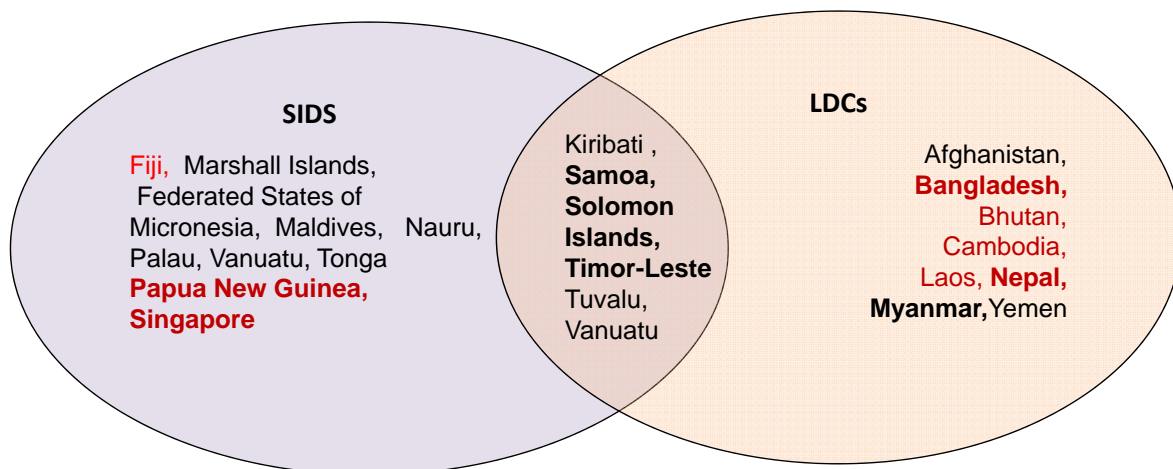 SIDS
Fiji, Marshall Islands,
Federated States of
Micronesia, Maldives, Nauru,
Palau, Vanuatu, Tonga
Papua New Guinea,
Singapore
Kiribati ,
Samoa,
Solomon
Islands,
Timor-Leste
Tuvalu,
Vanuatu
LDCs
Afghanistan,
Bangladesh,
Bhutan,
Cambodia,
Laos, Nepal,
Myanmar,Yemen